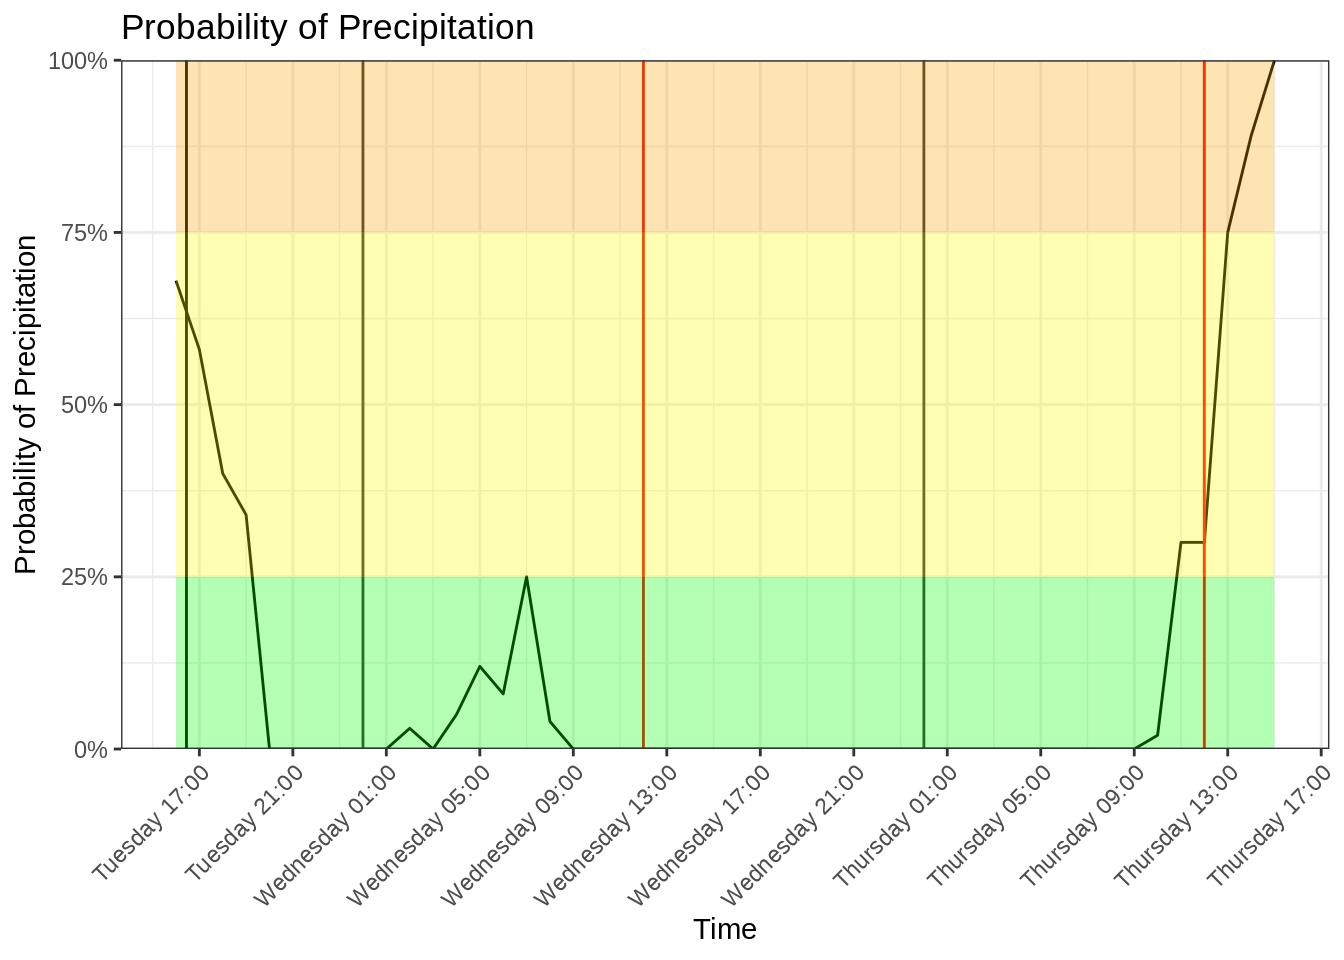 Probability of Precipitation
Probability of Precipitation
100%
75%
50%
25%
0%
Tuesday 17:00
Tuesday 21:00
Wednesday 01:00
Wednesday 05:00
Wednesday 09:00
Wednesday 13:00
Wednesday 17:00
Wednesday 21:00
Thursday 01:00
Thursday 05:00
Thursday 09:00
Thursday 13:00
Thursday 17:00
Time